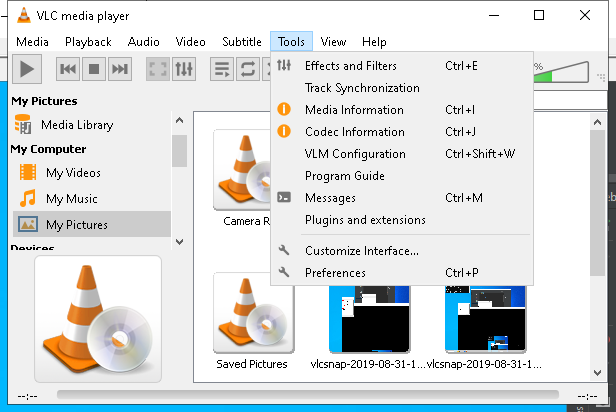 VLC media player
Media Playback Audio Video Subtitle Tools View Help
%
Effects and Filters Ctrl+E
Track Synchronization
Media Information Ctrl+I
Codec Information Ctrl+J
VLM Configuration Ctrl+Shift+W
Program Guide
Messages Ctrl+M
Plugins and extensions
Customize Interface...
Preferences Ctrl+P
My Pictures
Media Library
My Computer
My Videos
My Music
My Pictures
Devices
Camera R
Saved Pictures
vlcsnap-2019-08-31-1...
vlcsnap-2019-08-31-1...
--:--
--:--